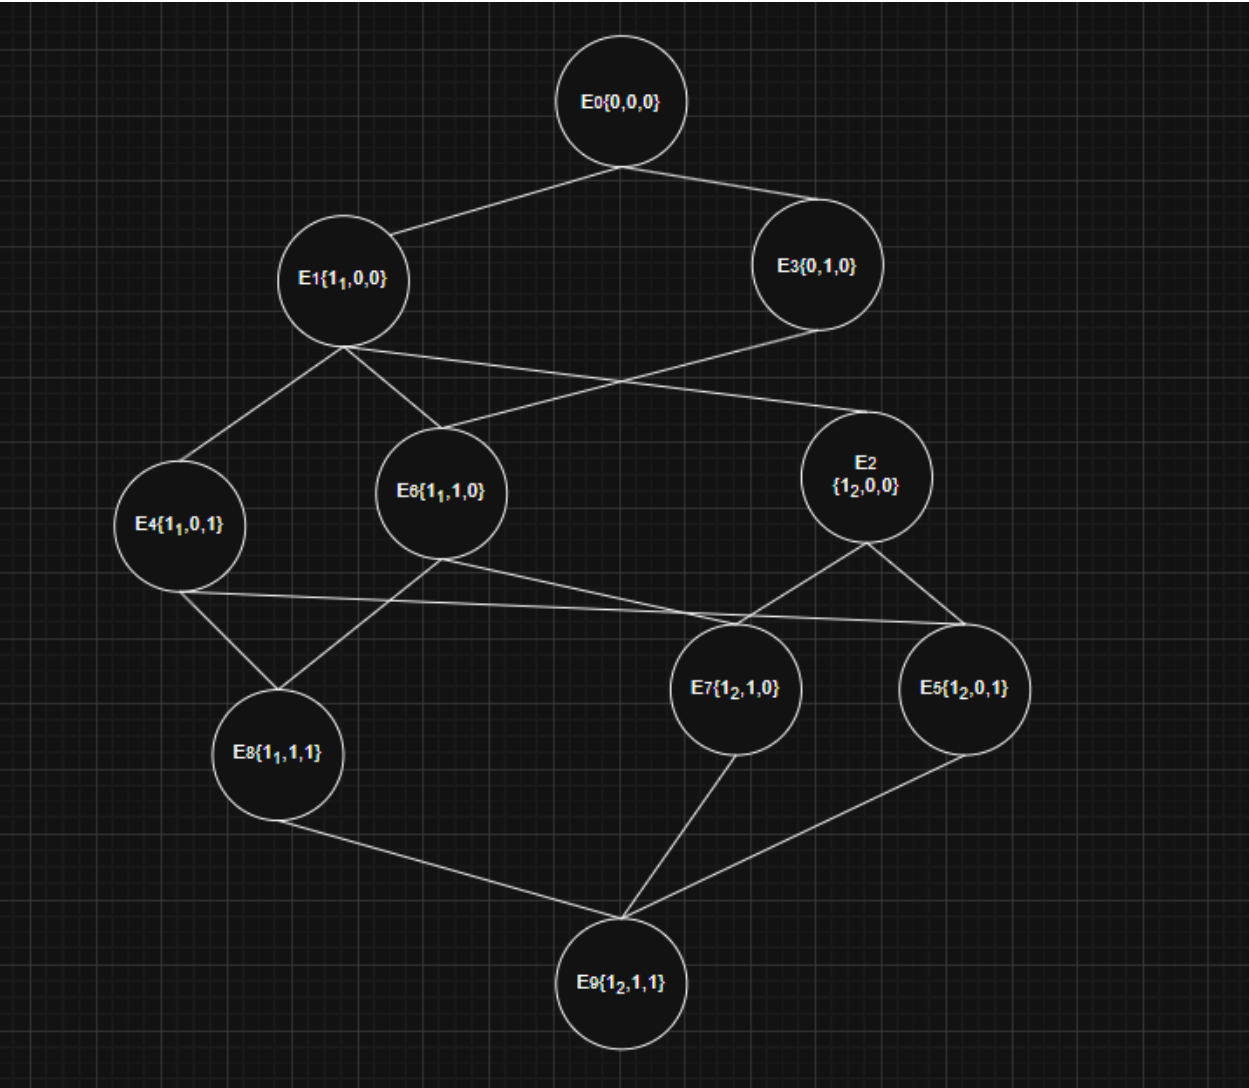 E0{0,0,0}
E3{0,1,0}
E1{1₁,0,0}
E2
{1₂,0,0}
E6{1₁,1,0}
E4{1₁,0,1}
E7{1₂,1,0}
E5{1₂,0,1}
E8{1₁,1,1}
E9{1₂,1,1}